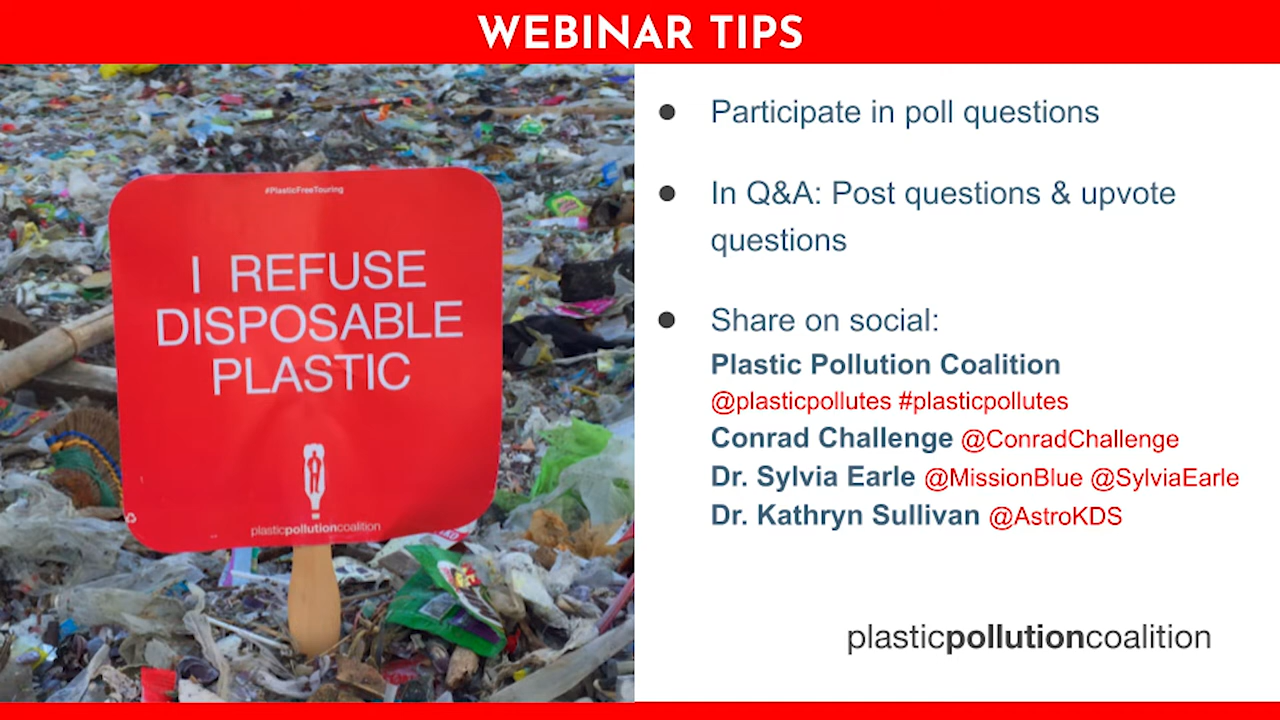 WEBINAR TIPS
#PlasticFreeTouring
I REFUSE
DISPOSABLE
PLASTIC
plasticpollutioncoalition
● Participate in poll questions
● In Q&A: Post questions & upvote
questions
● Share on social:
Plastic Pollution Coalition
@plasticpollutes #plasticpollutes
Conrad Challenge @ConradChallenge
Dr. Sylvia Earle @MissionBlue @SylviaEarle
Dr. Kathryn Sullivan @AstroKDS
plasticpollutioncoalition